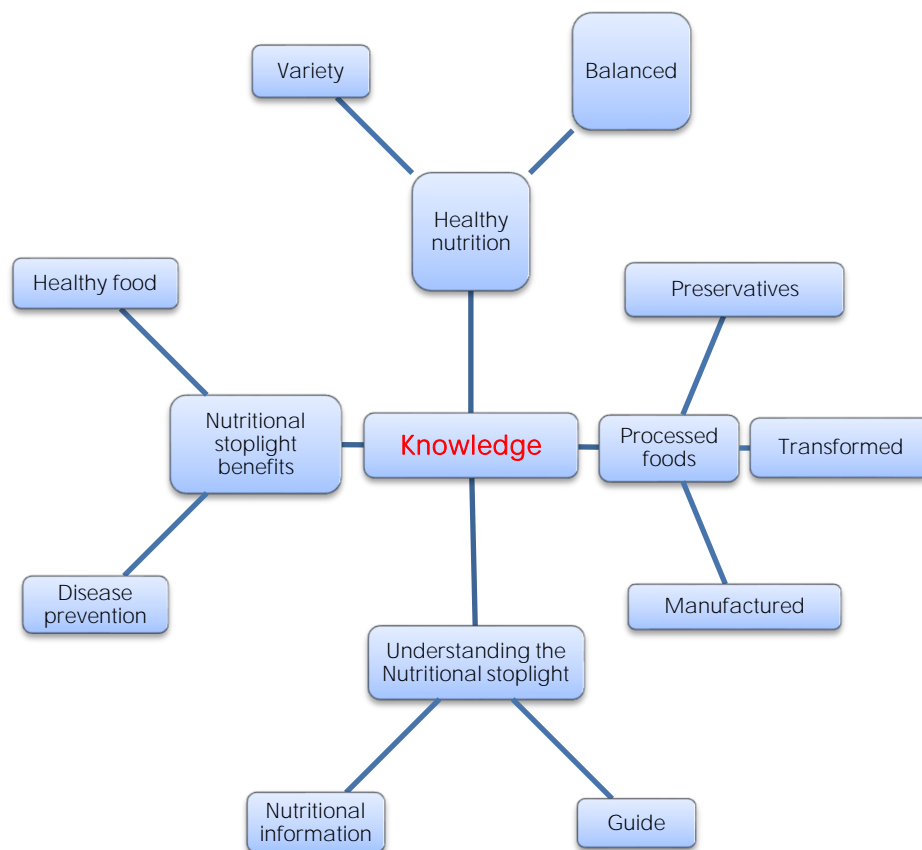 Balanced
Variety
Healthy
nutrition
Healthy food
Preservatives
Nutritional
stoplight
benefits
Knowledge
Processed
foods
Transformed
Disease
prevention
Manufactured
Understanding the
Nutritional stoplight
Nutritional
information
Guide